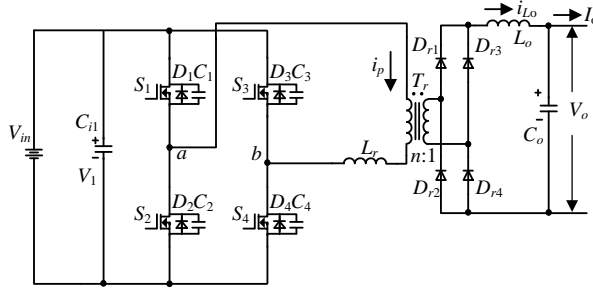 i_Lo
I_o
L_o
D_r1
D_r3
i_p
T_r
S_1
D_1C_1
S_3
D_3C_3
C_i1
V_in
V_1
a
b
L_r
n:1
C_o
V_o
S_2
D_2C_2
S_4
D_4C_4
D_r2
D_r4